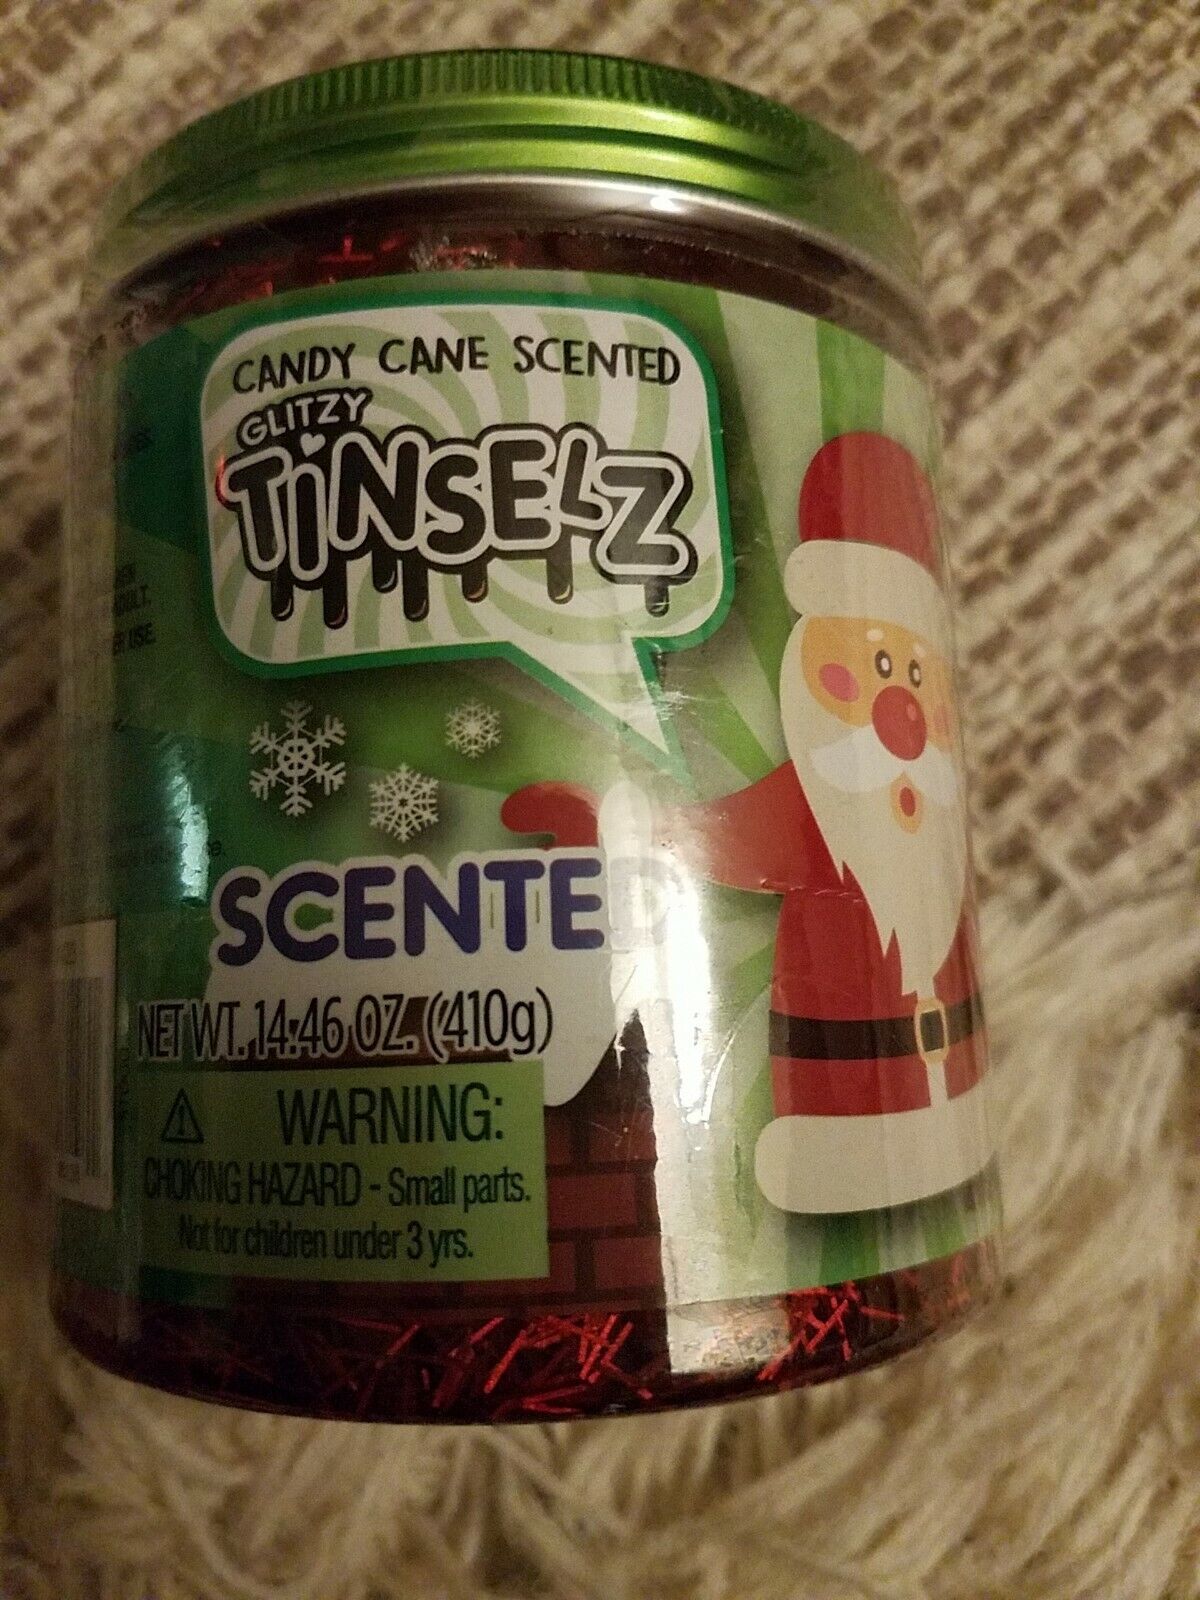 CANDY CANE SCENTED
GLITZY
TiNSELZ
SCENTED
NET WT. 14.46 OZ. (410g)
WARNING:
CHOKING HAZARD - Small parts.
Not for children under 3 yrs.